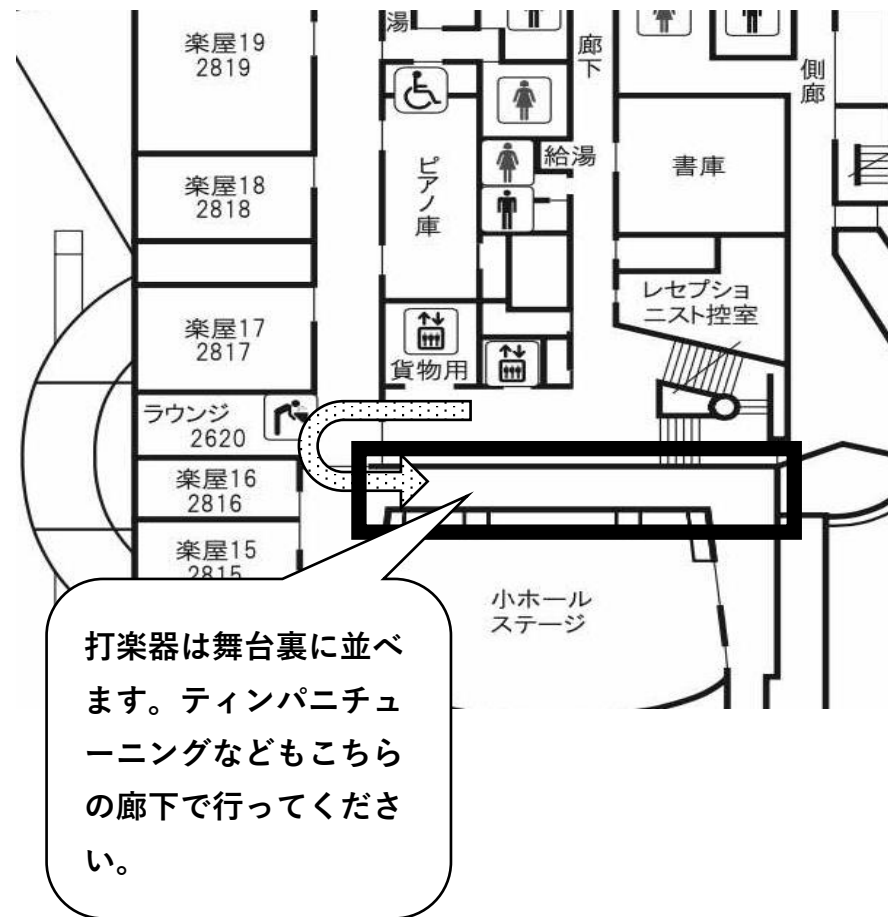 楽屋19
2819
湯
廊下
側廊
楽屋18
2818
ピアノ庫
給湯
書庫
楽屋17
2817
貨物用
レセプショ
ニスト控室
ラウンジ
2620
楽屋16
2816
楽屋15
2815
小ホール
ステージ
打楽器は舞台裏に並べ
ます。ティンパニチュ
ーニングなどもこちら
の廊下で行ってくださ
い。